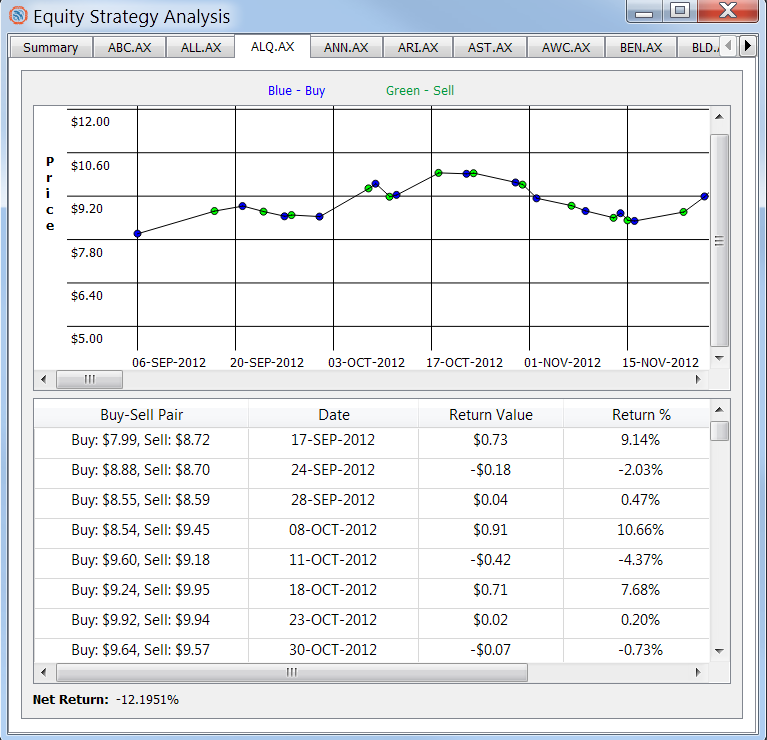 Equity Strategy Analysis
Summary ABC.AX ALL.AX ALQ.AX ANN.AX ARI.AX AST.AX AWC.AX BEN.AX BLD.
Blue - Buy Green - Sell
$12.00
$10.60
$9.20
$7.80
$6.40
$5.00
Price
06-SEP-2012 20-SEP-2012 03-OCT-2012 17-OCT-2012 01-NOV-2012 15-NOV-2012
Buy-Sell Pair Date Return Value Return %
Buy: $7.99, Sell: $8.72 17-SEP-2012 $0.73 9.14%
Buy: $8.88, Sell: $8.70 24-SEP-2012 -$0.18 -2.03%
Buy: $8.55, Sell: $8.59 28-SEP-2012 $0.04 0.47%
Buy: $8.54, Sell: $9.45 08-OCT-2012 $0.91 10.66%
Buy: $9.60, Sell: $9.18 11-OCT-2012 -$0.42 -4.37%
Buy: $9.24, Sell: $9.95 18-OCT-2012 $0.71 7.68%
Buy: $9.92, Sell: $9.94 23-OCT-2012 $0.02 0.20%
Buy: $9.64, Sell: $9.57 30-OCT-2012 -$0.07 -0.73%
Net Return: -12.1951%